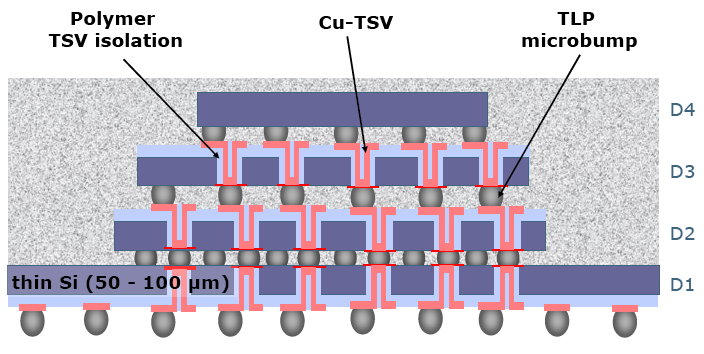 Polymer
TSV isolation
Cu-TSV
TLP
microbump
D4
D3
D2
thin Si (50 - 100 μm)
D1